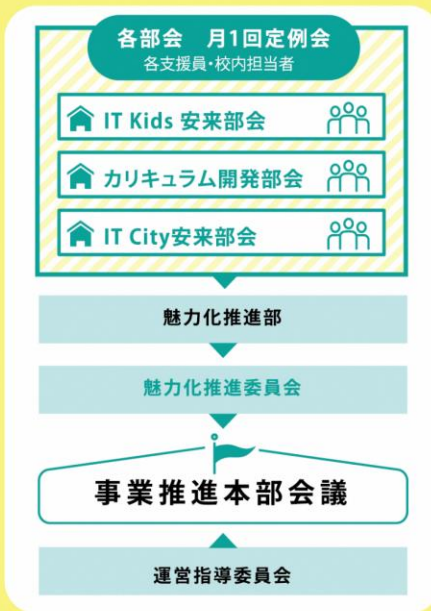 各部会 月1回定例会
各支援員・校内担当者
IT Kids 安来部会
カリキュラム開発部会
IT City安来部会
魅力化推進部
魅力化推進委員会
事業推進本部会議
運営指導委員会